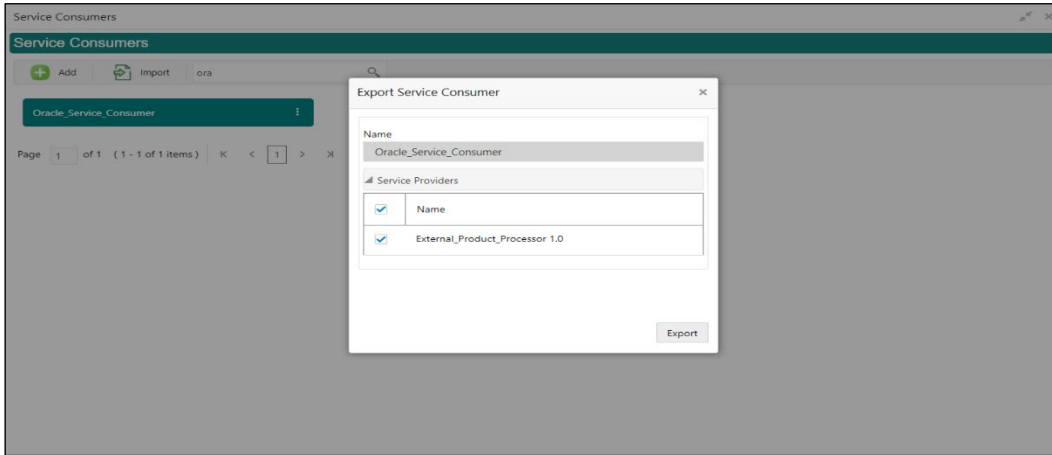 Service Consumers
Service Consumers
Add Import ora
Oracle_Service_Consumer
Page 1 of 1 (1 - 1 of 1 items) K < 1 > >|
Export Service Consumer
Name
Oracle_Service_Consumer
Service Providers
Name
External_Product_Processor 1.0
Export